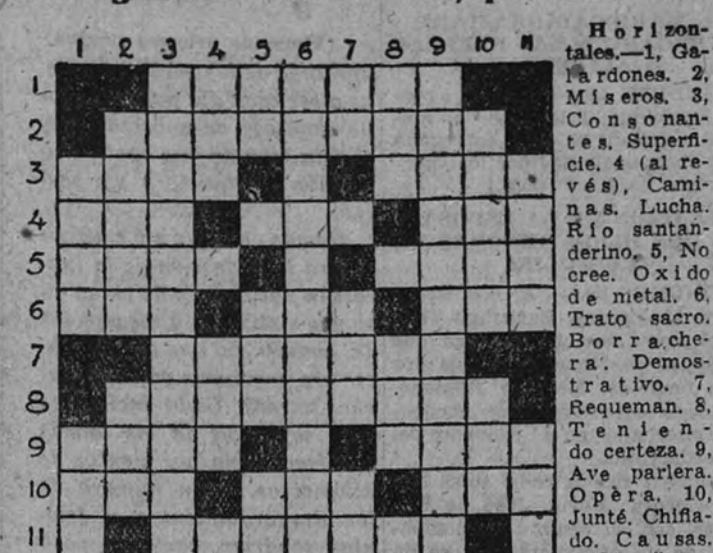 1 2 3 4 5 6 7 8 9 10 11
1
2
3
4
5
6
7
8
9
10
11
Horizon-
tales.—1, Ga-
lardones. 2,
Miseros. 3,
Consonan-
tes. Superfi-
cie. 4 (al re-
vés), Cami-
nas. Lucha.
Río santan-
derino. 5, No
cree. Oxido
de metal. 6,
Trato sacro.
Borrache-
ra. Demos-
trativo. 7,
Requeman. 8,
Tenien-
do certeza. 9,
Ave parlera.
Opèra. 10,
Junté. Chifla-
do. Causas.